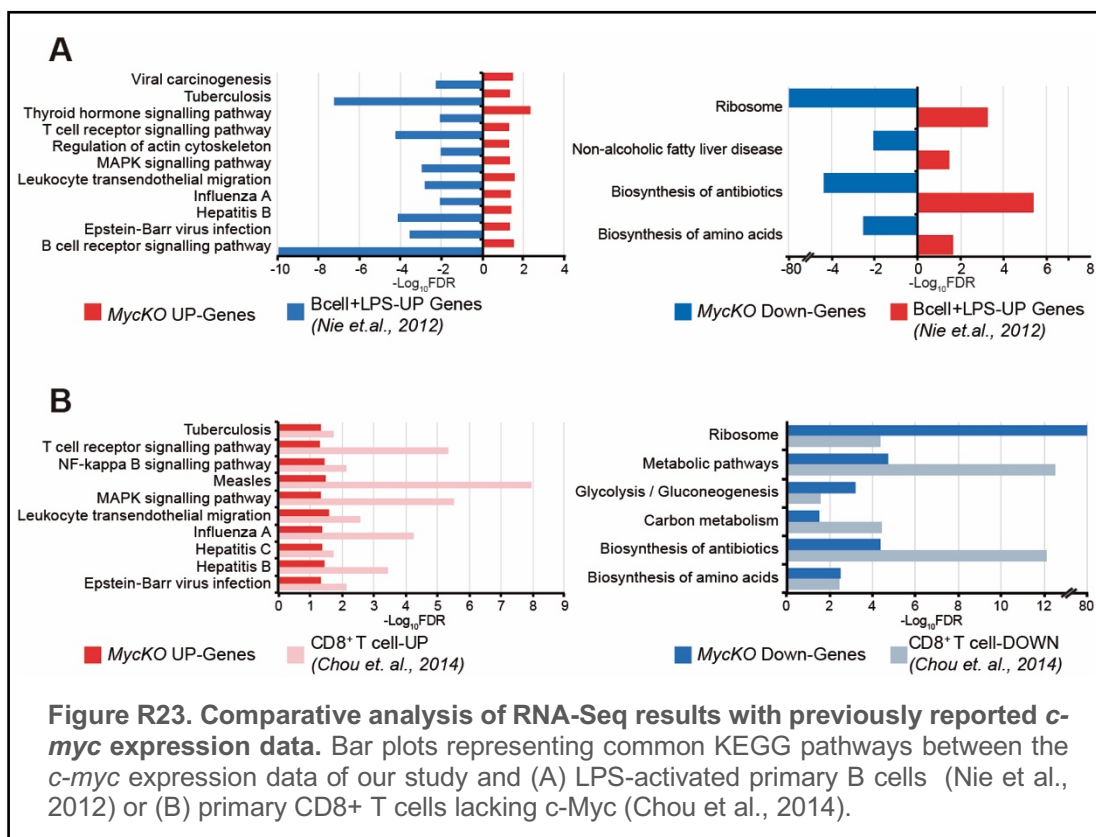 A
Viral carcinogenesis
Tuberculosis
Thyroid hormone signalling pathway
T cell receptor signalling pathway
Regulation of actin cytoskeleton
MAPK signalling pathway
Leukocyte transendothelial migration
Influenza A
Hepatitis B
Epstein-Barr virus infection
B cell receptor signalling pathway
-10 -8 -6 -4 -2 0 2 4
-Log10FDR
MycKO UP-Genes
Bcell+LPS-UP Genes
(Nie et.al., 2012)
Ribosome
Non-alcoholic fatty liver disease
Biosynthesis of antibiotics
Biosynthesis of amino acids
-80 -4 -2 0 2 4 6 8
-Log10FDR
MycKO Down-Genes
Bcell+LPS-UP Genes
(Nie et.al., 2012)
B
Tuberculosis
T cell receptor signalling pathway
NF-kappa B signalling pathway
Measles
MAPK signalling pathway
Leukocyte transendothelial migration
Influenza A
Hepatitis C
Hepatitis B
Epstein-Barr virus infection
0 1 2 3 4 5 6 7 8 9
-Log10FDR
MycKO UP-Genes
CD8+ T cell-UP
(Chou et. al., 2014)
Ribosome
Metabolic pathways
Glycolysis / Gluconeogenesis
Carbon metabolism
Biosynthesis of antibiotics
Biosynthesis of amino acids
0 2 4 6 8 10 12 80
-Log10FDR
MycKO Down-Genes
CD8+ T cell-DOWN
(Chou et. al., 2014)
Figure R23. Comparative analysis of RNA-Seq results with previously reported c-
myc expression data. Bar plots representing common KEGG pathways between the
c-myc expression data of our study and (A) LPS-activated primary B cells (Nie et al.,
2012) or (B) primary CD8+ T cells lacking c-Myc (Chou et al., 2014).